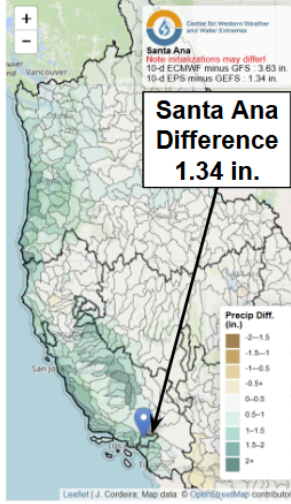 +
−
Center for Western Weather
and Water Extremes
Vancouver
Santa Ana
Note initializations may differ!
10-d ECMWF minus GFS : 3.63 in.
10-d EPS minus GEFS : 1.34 in.
Santa Ana
Difference
1.34 in.
Precip Diff.
(in.)
-2–-1.5
-1.5–-1
-1–-0.5
-0.5+
0–0.5
0.5–1
1–1.5
1.5–2
2+
San Jo
Los
Tijuana
Leaflet | J. Cordeira, Map data: © OpenStreetMap contributo